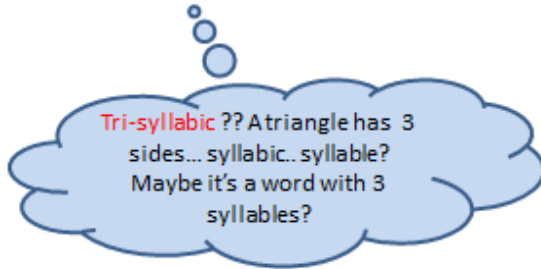 Tri-syllabic ?? A triangle has 3
sides... syllabic.. syllable?
Maybe it's a word with 3
syllables?